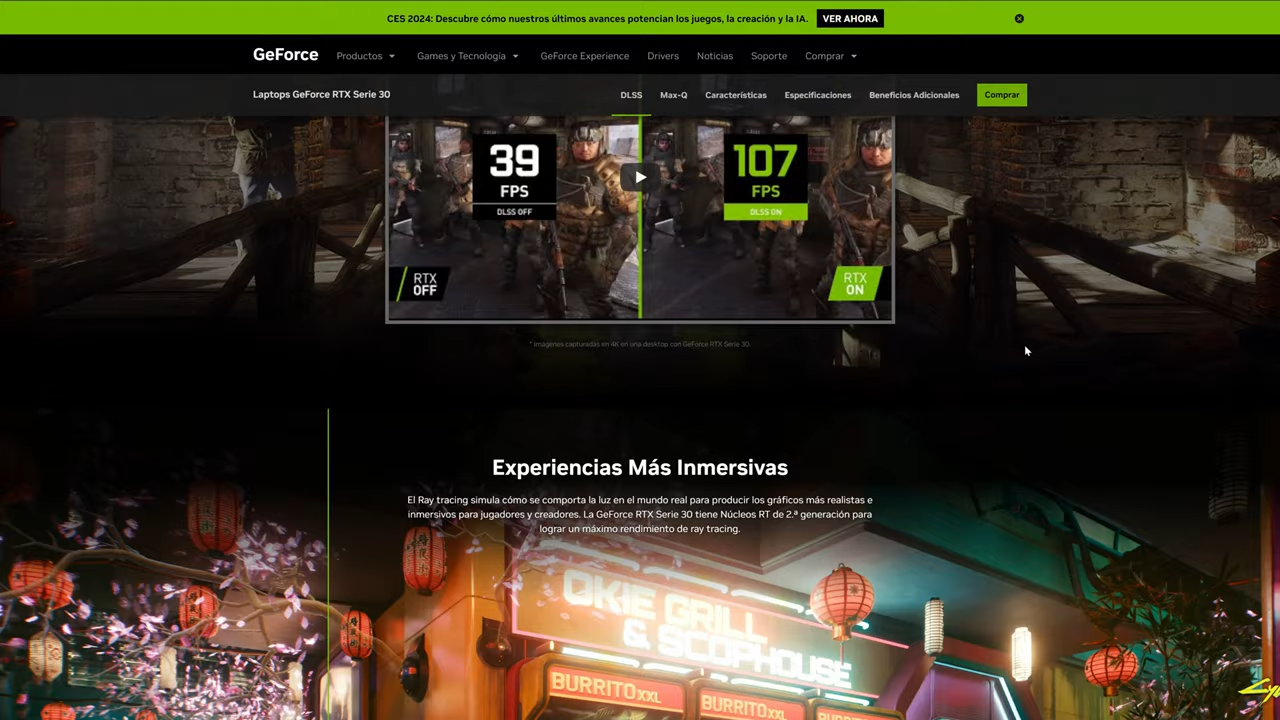 CES 2024: Descubre cómo nuestros últimos avances potencian los juegos, la creación y la IA. VER AHORA
GeForce Productos Games y Tecnología GeForce Experience Drivers Noticias Soporte Comprar
Laptops GeForce RTX Serie 30 DLSS Max-Q Características Especificaciones Beneficios Adicionales Comprar
39 FPS DLSS OFF
107 FPS DLSS ON
RTX OFF
RTX ON
* Imágenes capturadas en 4K en una desktop con GeForce RTX Serie 30.
Experiencias Más Inmersivas
El Ray tracing simula cómo se comporta la luz en el mundo real para producir los gráficos más realistas e
inmersivos para jugadores y creadores. La GeForce RTX Serie 30 tiene Núcleos RT de 2.ª generación para
lograr un máximo rendimiento de ray tracing.
OKIE GRILL
& SCOPHOUSE
BURRITO XXL
BURRITO XXL